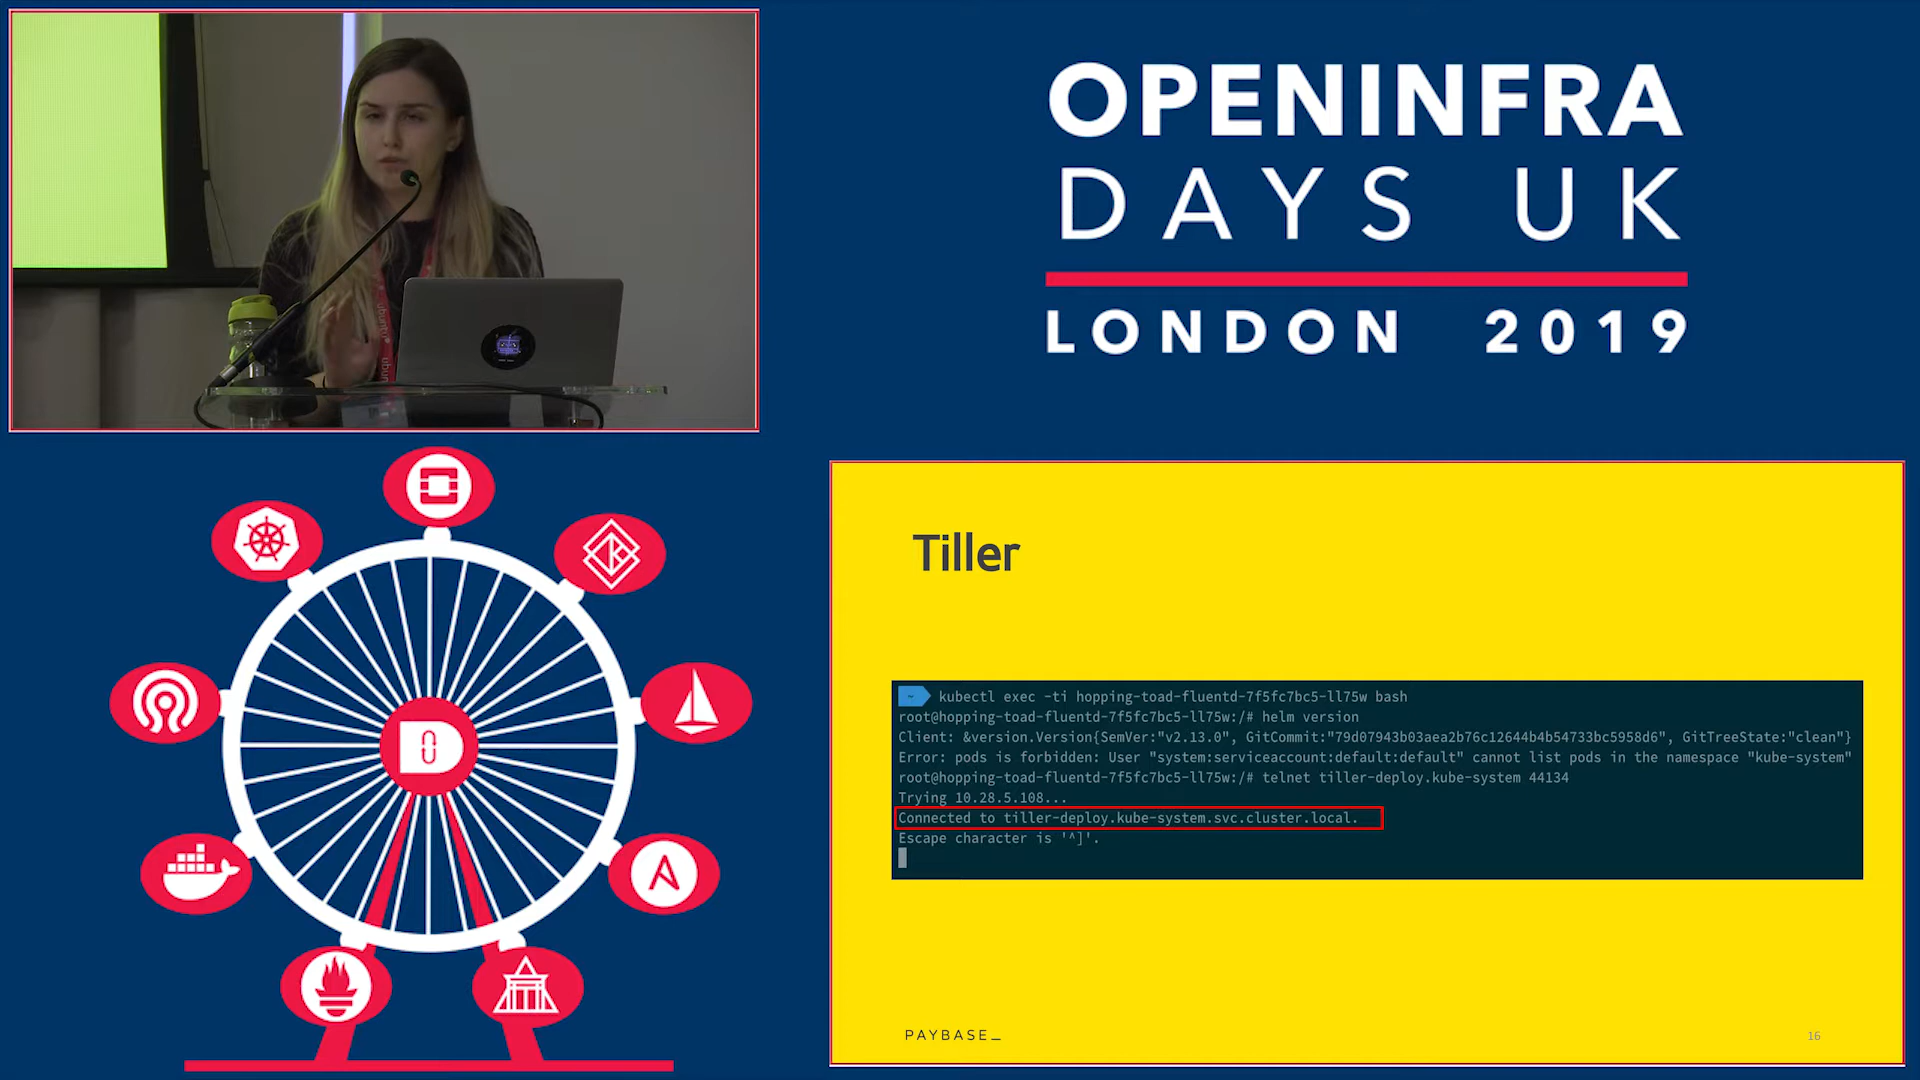 OPENINFRA
DAYS UK
LONDON 2019
Tiller
kubectl exec -ti hopping-toad-fluentd-7f5fc7bc5-ll75w bash
root@hopping-toad-fluentd-7f5fc7bc5-ll75w:/# helm version
Client: &version.Version{SemVer:"v2.13.0", GitCommit:"79d07943b03aea2b76c12644b4b54733bc5958d6", GitTreeState:"clean"}
Error: pods is forbidden: User "system:serviceaccount:default:default" cannot list pods in the namespace "kube-system"
root@hopping-toad-fluentd-7f5fc7bc5-ll75w:/# telnet tiller-deploy.kube-system 44134
Trying 10.28.5.108...
Connected to tiller-deploy.kube-system.svc.cluster.local.
Escape character is '^]'.
PAYBASE_
16